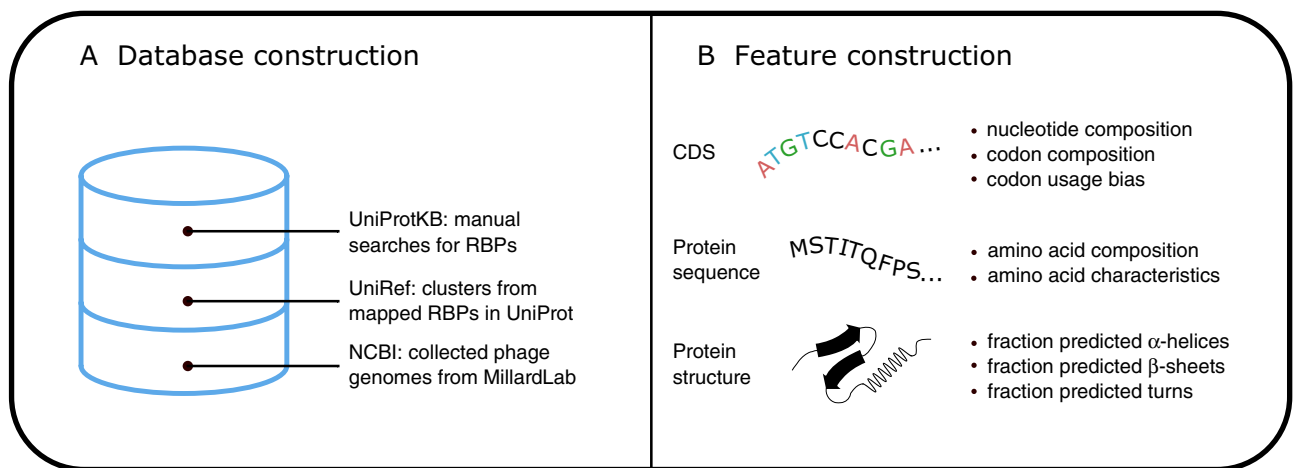 A Database construction
UniProtKB: manual
searches for RBPs
UniRef: clusters from
mapped RBPs in UniProt
NCBI: collected phage
genomes from MillardLab
B Feature construction
CDS
ATGTCCACGA...
• nucleotide composition
• codon composition
• codon usage bias
Protein
sequence
MSTITQFPS...
• amino acid composition
• amino acid characteristics
Protein
structure
• fraction predicted α-helices
• fraction predicted β-sheets
• fraction predicted turns